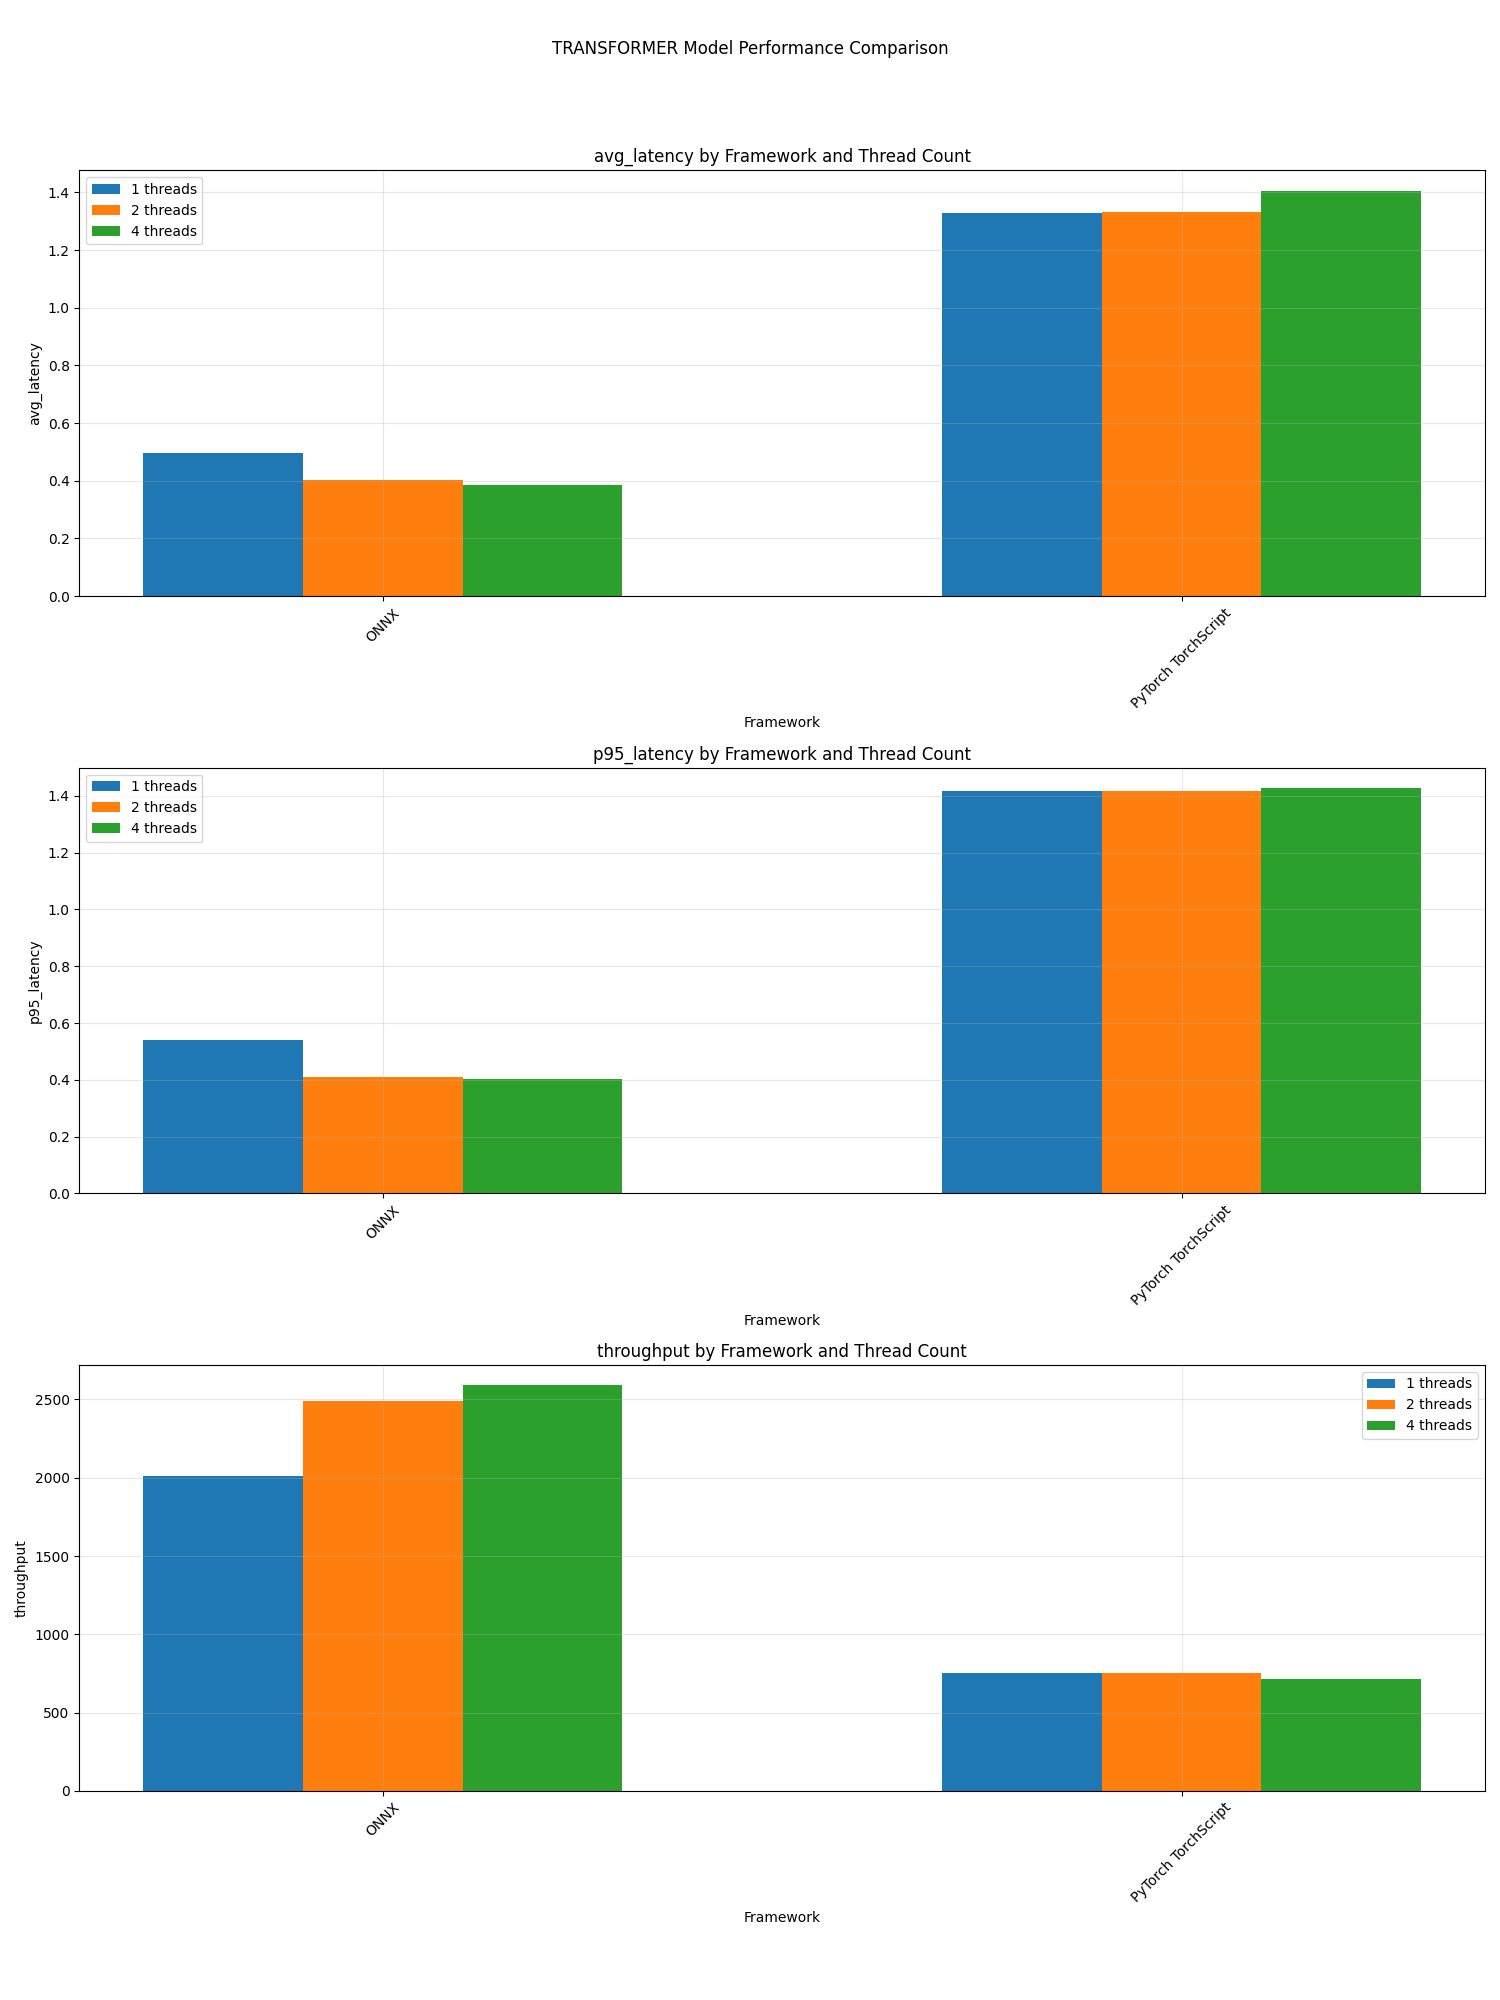 TRANSFORMER Model Performance Comparison
avg_latency by Framework and Thread Count
1 threads
2 threads
4 threads
1.4
1.2
1.0
0.8
0.6
0.4
0.2
0.0
avg_latency
ONNX
PyTorch TorchScript
Framework
p95_latency by Framework and Thread Count
1 threads
2 threads
4 threads
1.4
1.2
1.0
0.8
0.6
0.4
0.2
0.0
p95_latency
ONNX
PyTorch TorchScript
Framework
throughput by Framework and Thread Count
1 threads
2 threads
4 threads
2500
2000
1500
1000
500
0
throughput
ONNX
PyTorch TorchScript
Framework